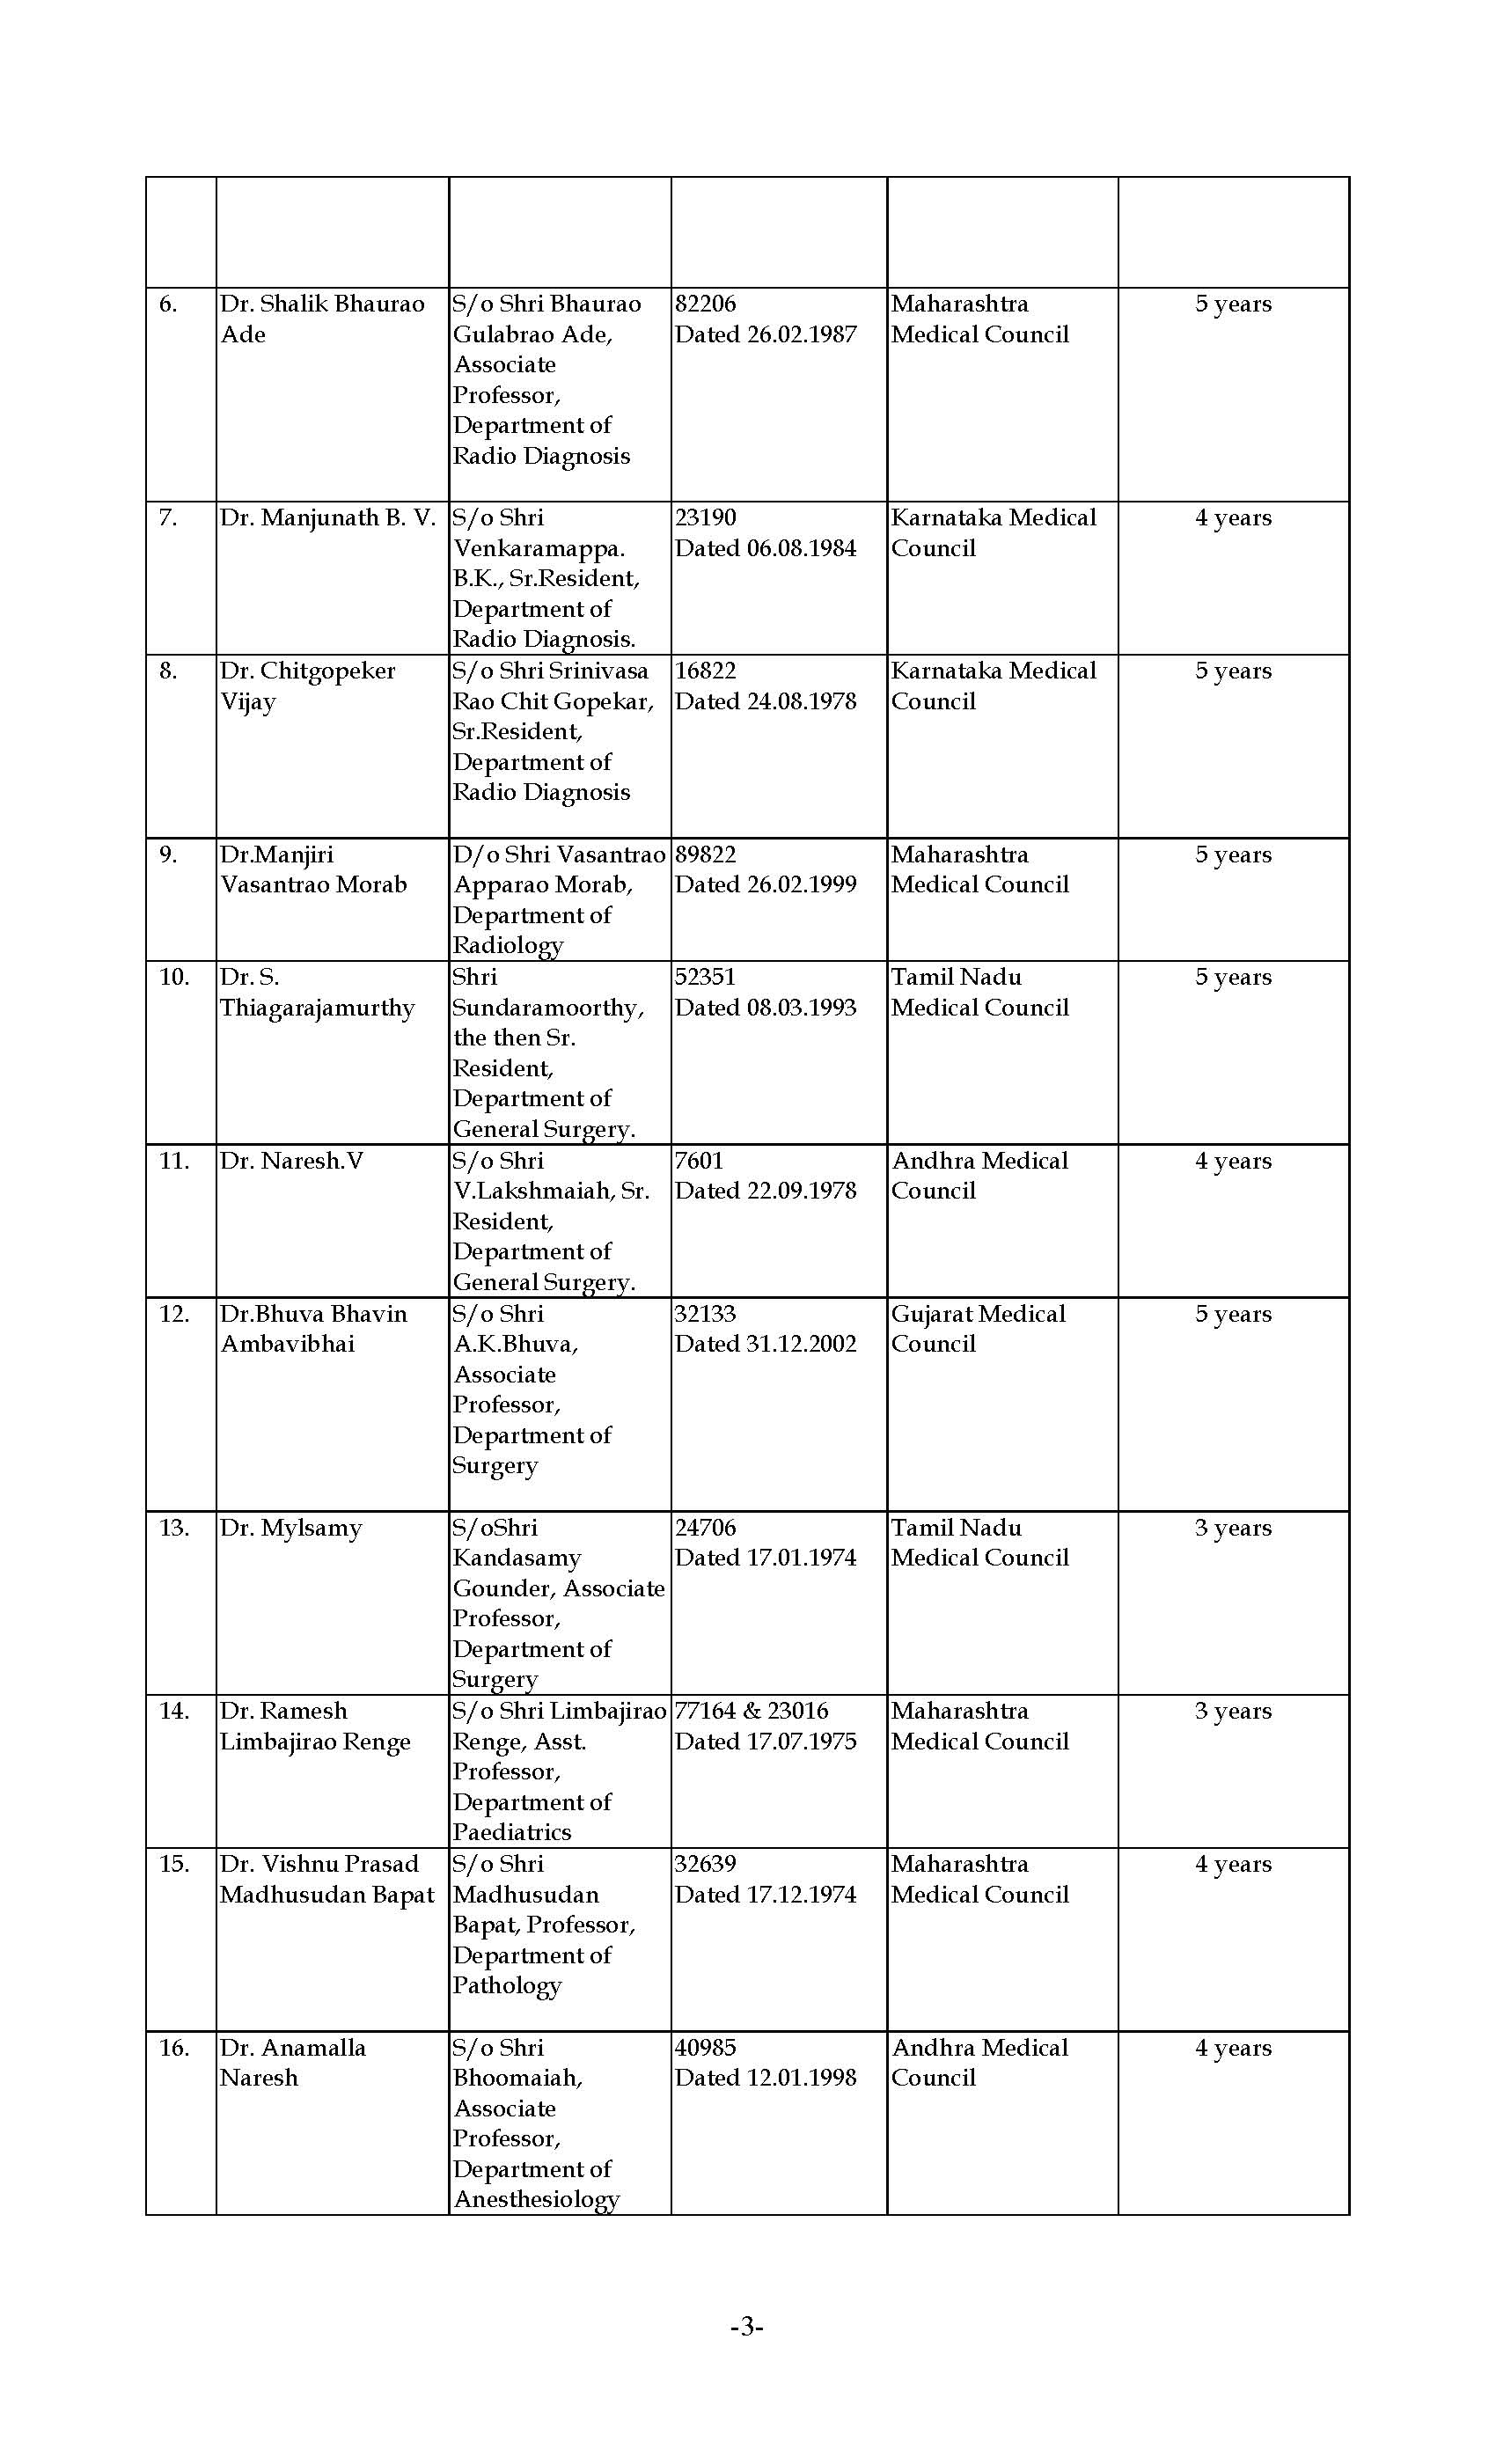 6. Dr. Shalik Bhaurao S/o Shri Bhaurao 82206 Maharashtra 5 years
Ade Gulabrao Ade, Dated 26.02.1987 Medical Council
Associate
Professor,
Department of
Radio Diagnosis
7. Dr. Manjunath B. V. S/o Shri 23190 Karnataka Medical 4 years
Venkaramappa. Dated 06.08.1984 Council
B.K., Sr.Resident,
Department of
Radio Diagnosis.
8. Dr. Chitgopeker S/o Shri Srinivasa 16822 Karnataka Medical 5 years
Vijay Rao Chit Gopekar, Dated 24.08.1978 Council
Sr.Resident,
Department of
Radio Diagnosis
9. Dr.Manjiri D/o Shri Vasantrao 89822 Maharashtra 5 years
Vasantrao Morab Apparao Morab, Dated 26.02.1999 Medical Council
Department of
Radiology
10. Dr. S. Shri 52351 Tamil Nadu 5 years
Thiagarajamurthy Sundaramoorthy, Dated 08.03.1993 Medical Council
the then Sr.
Resident,
Department of
General Surgery.
11. Dr. Naresh.V S/o Shri 7601 Andhra Medical 4 years
V.Lakshmaiah, Sr. Dated 22.09.1978 Council
Resident,
Department of
General Surgery.
12. Dr.Bhuva Bhavin S/o Shri 32133 Gujarat Medical 5 years
Ambavibhai A.K.Bhuva, Dated 31.12.2002 Council
Associate
Professor,
Department of
Surgery
13. Dr. Mylsamy S/oShri 24706 Tamil Nadu 3 years
Kandasamy Dated 17.01.1974 Medical Council
Gounder, Associate
Professor,
Department of
Surgery
14. Dr. Ramesh S/o Shri Limbajirao 77164 & 23016 Maharashtra 3 years
Limbajirao Renge Renge, Asst. Dated 17.07.1975 Medical Council
Professor,
Department of
Paediatrics
15. Dr. Vishnu Prasad S/o Shri 32639 Maharashtra 4 years
Madhusudan Bapat Madhusudan Dated 17.12.1974 Medical Council
Bapat, Professor,
Department of
Pathology
16. Dr. Anamalla S/o Shri 40985 Andhra Medical 4 years
Naresh Bhoomaiah, Dated 12.01.1998 Council
Associate
Professor,
Department of
Anesthesiology
-3-